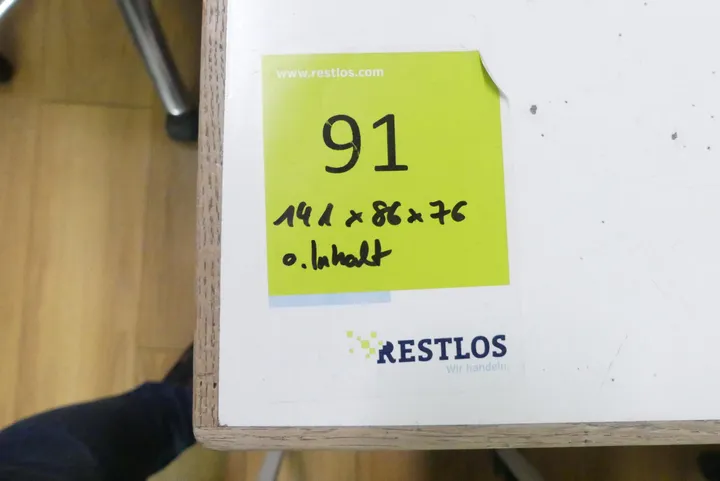 www.restlos.com
91
141 x 86 x 76
o. Inhalt
RESTLOS
Wir handeln